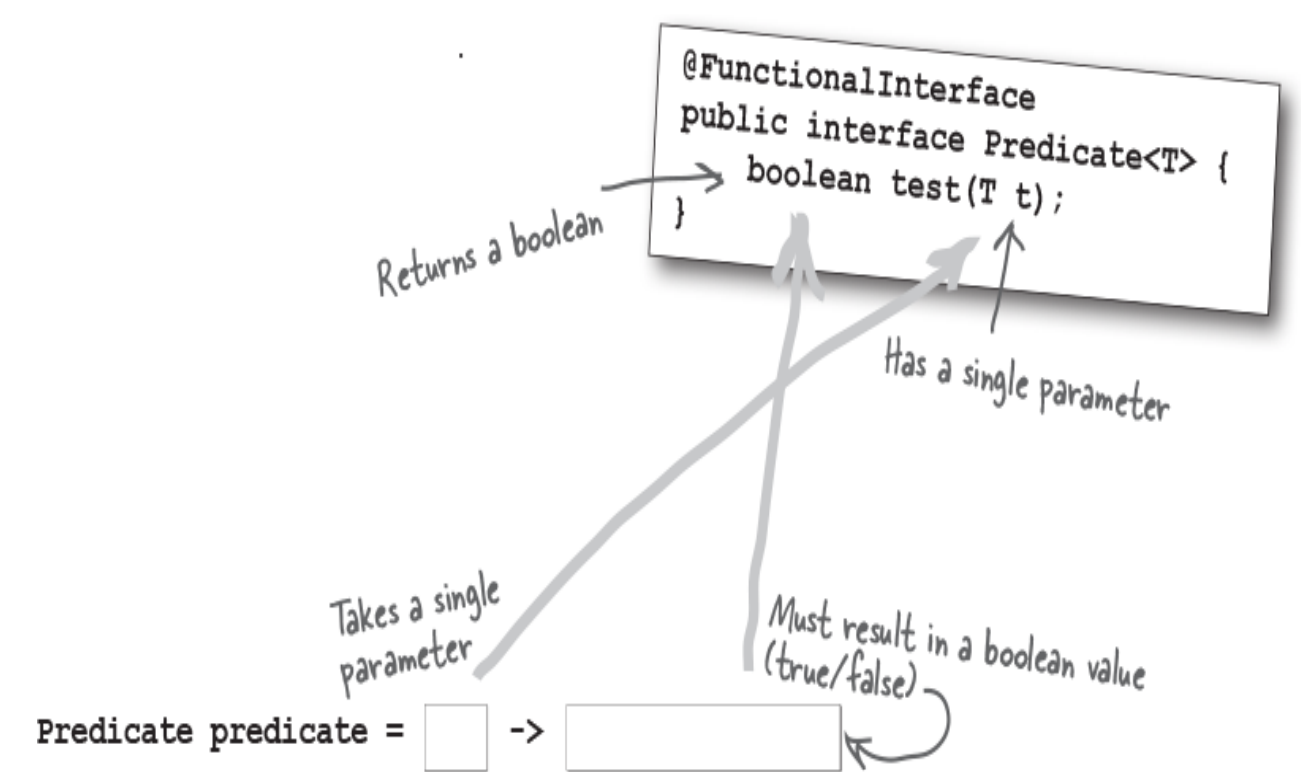 @FunctionalInterface
public interface Predicate<T> {
boolean test(T t);
}
Returns a boolean
Has a single parameter
Takes a single
parameter
Must result in a boolean value
(true/false)
Predicate predicate = ->